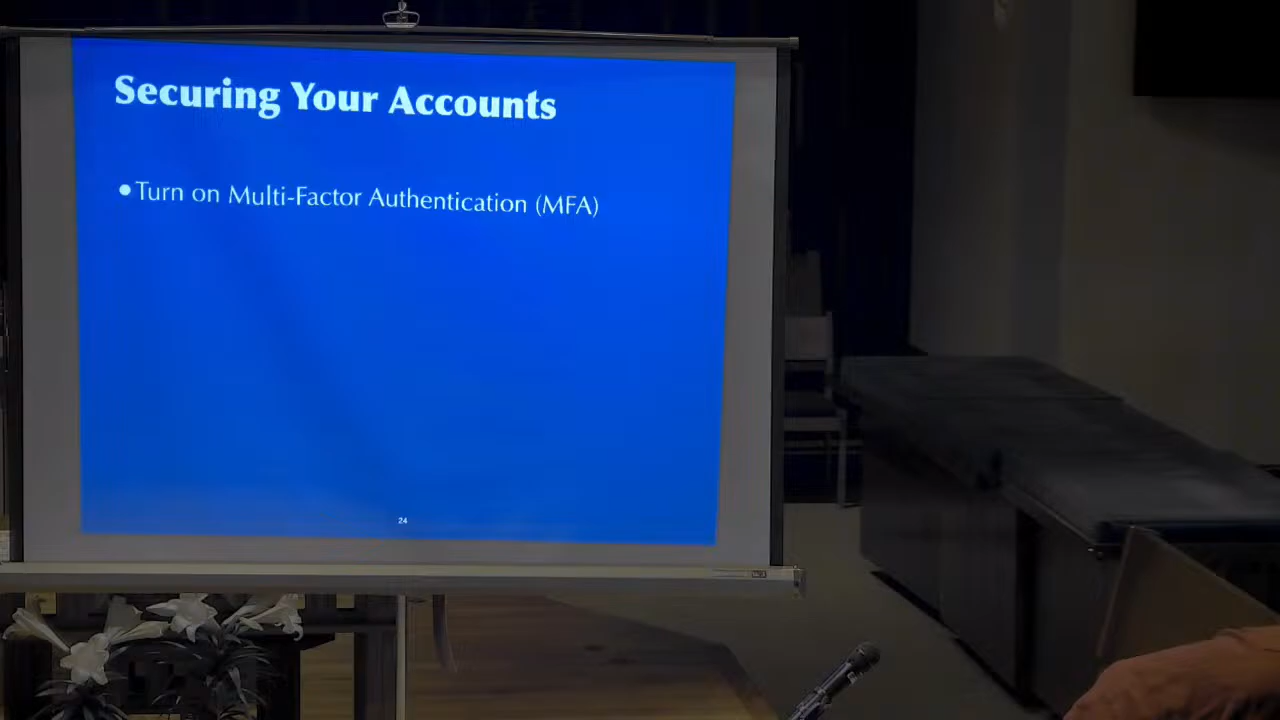 Securing Your Accounts
•Turn on Multi-Factor Authentication (MFA)
24